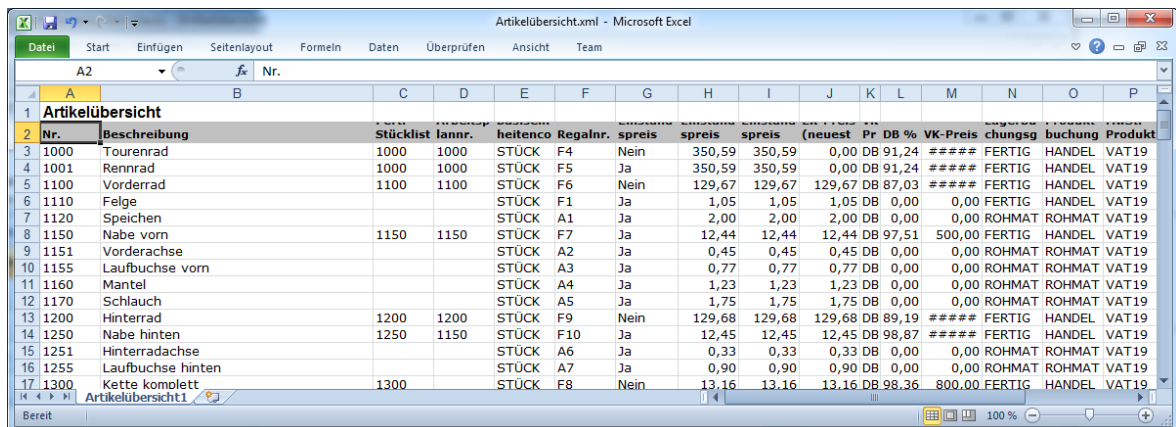 Artikelübersicht.xml - Microsoft Excel
Datei Start Einfügen Seitenlayout Formeln Daten Überprüfen Ansicht Team
A2 fx Nr.
A B C D E F G H I J K L M N O P
1 Artikelübersicht
2 Nr. Beschreibung Stücklist lannr. heitenco Regalnr. spreis spreis spreis (neuest Pr DB % VK-Preis chungsg buchung Produkt
3 1000 Tourenrad 1000 1000 STÜCK F4 Nein 350,59 350,59 0,00 DB 91,24 ##### FERTIG HANDEL VAT19
4 1001 Rennrad 1000 1000 STÜCK F5 Ja 350,59 350,59 0,00 DB 91,24 ##### FERTIG HANDEL VAT19
5 1100 Vorderrad 1100 1100 STÜCK F6 Nein 129,67 129,67 129,67 DB 87,03 ##### FERTIG HANDEL VAT19
6 1110 Felge STÜCK F1 Ja 1,05 1,05 1,05 DB 0,00 0,00 FERTIG HANDEL VAT19
7 1120 Speichen STÜCK A1 Ja 2,00 2,00 2,00 DB 0,00 0,00 ROHMAT ROHMAT VAT19
8 1150 Nabe vorn 1150 1150 STÜCK F7 Ja 12,44 12,44 12,44 DB 97,51 500,00 FERTIG HANDEL VAT19
9 1151 Vorderachse STÜCK A2 Ja 0,45 0,45 0,45 DB 0,00 0,00 ROHMAT ROHMAT VAT19
10 1155 Laufbuchse vorn STÜCK A3 Ja 0,77 0,77 0,77 DB 0,00 0,00 ROHMAT ROHMAT VAT19
11 1160 Mantel STÜCK A4 Ja 1,23 1,23 1,23 DB 0,00 0,00 ROHMAT ROHMAT VAT19
12 1170 Schlauch STÜCK A5 Ja 1,75 1,75 1,75 DB 0,00 0,00 ROHMAT ROHMAT VAT19
13 1200 Hinterrad 1200 1200 STÜCK F9 Nein 129,68 129,68 129,68 DB 89,19 ##### FERTIG HANDEL VAT19
14 1250 Nabe hinten 1250 1150 STÜCK F10 Ja 12,45 12,45 12,45 DB 98,87 ##### FERTIG HANDEL VAT19
15 1251 Hinterradachse STÜCK A6 Ja 0,33 0,33 0,33 DB 0,00 0,00 ROHMAT ROHMAT VAT19
16 1255 Laufbuchse hinten STÜCK A7 Ja 0,90 0,90 0,90 DB 0,00 0,00 ROHMAT ROHMAT VAT19
17 1300 Kette komplett 1300 STÜCK F8 Nein 13,16 13,16 13,16 DB 98,36 800,00 FERTIG HANDEL VAT19
Artikelübersicht1
Bereit 100 %